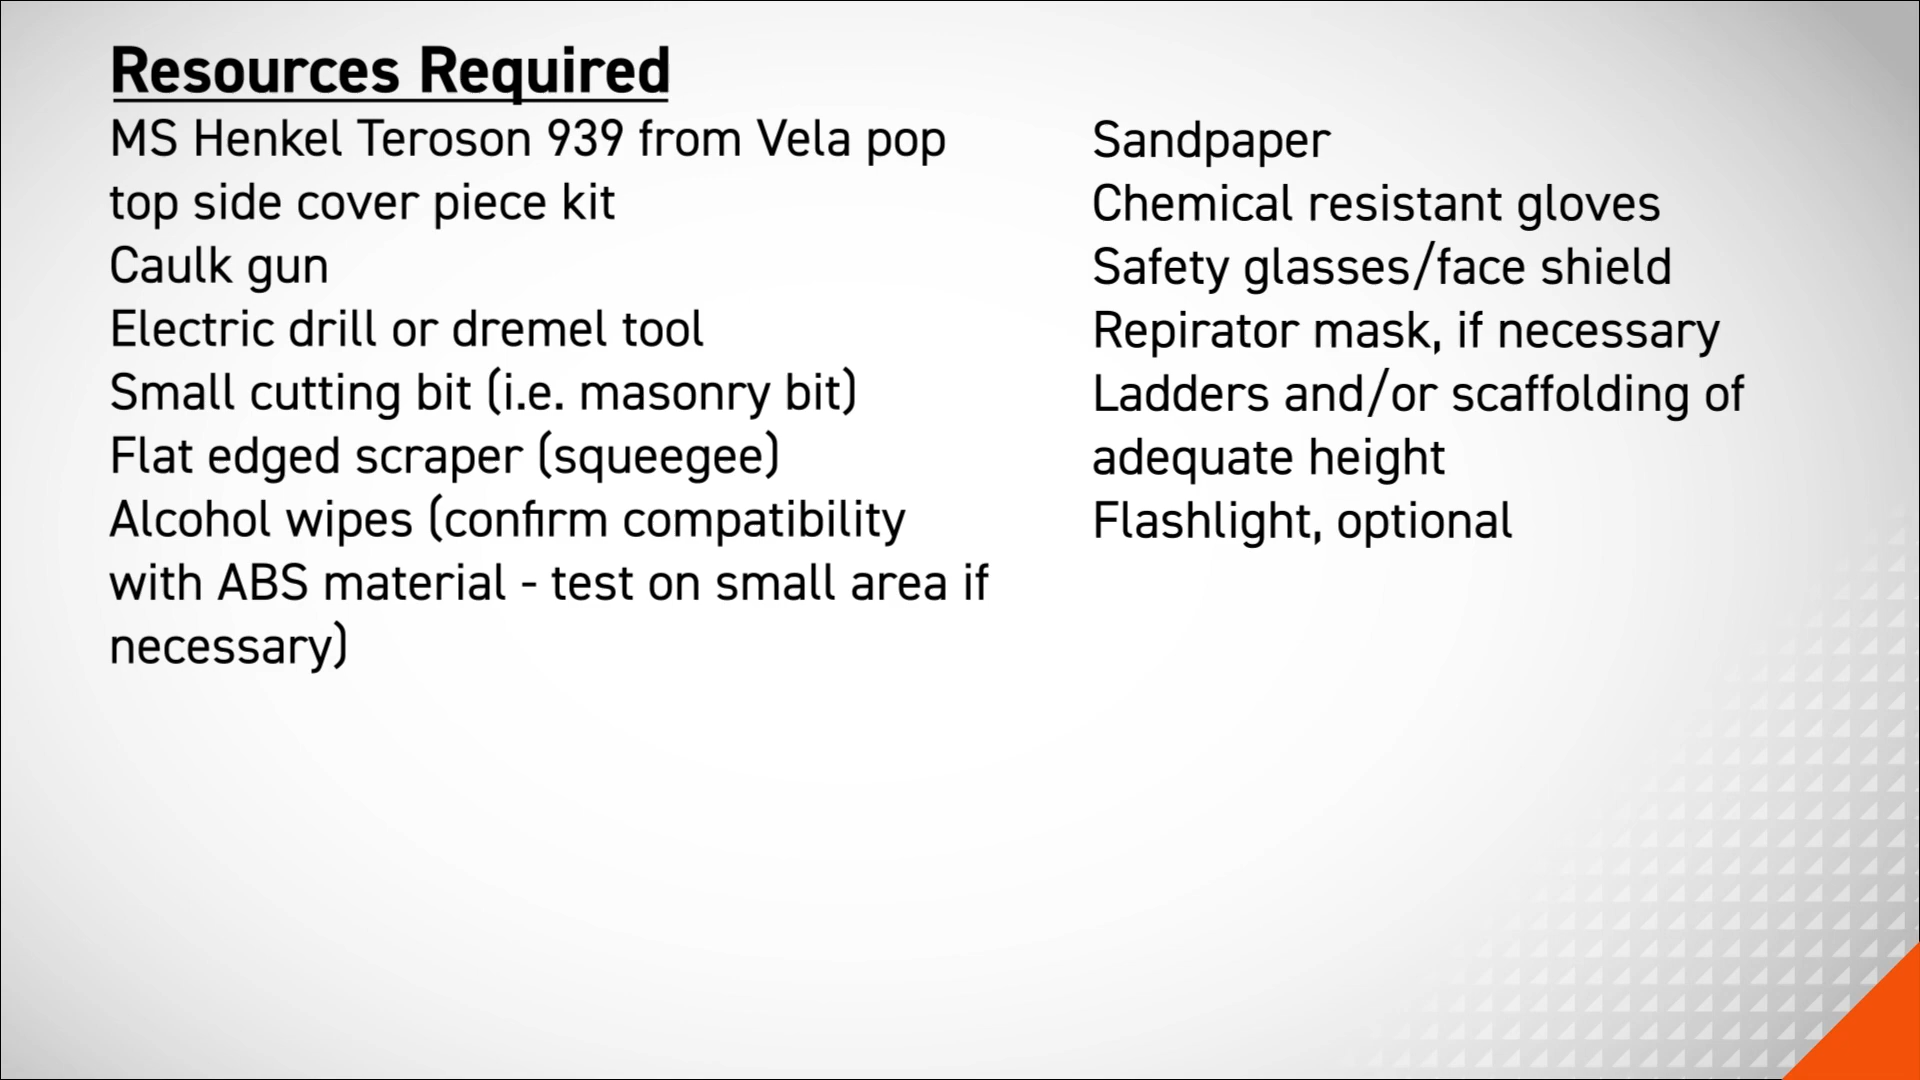 Resources Required
MS Henkel Teroson 939 from Vela pop
top side cover piece kit
Caulk gun
Electric drill or dremel tool
Small cutting bit (i.e. masonry bit)
Flat edged scraper (squeegee)
Alcohol wipes (confirm compatibility
with ABS material - test on small area if
necessary)
Sandpaper
Chemical resistant gloves
Safety glasses/face shield
Repirator mask, if necessary
Ladders and/or scaffolding of
adequate height
Flashlight, optional